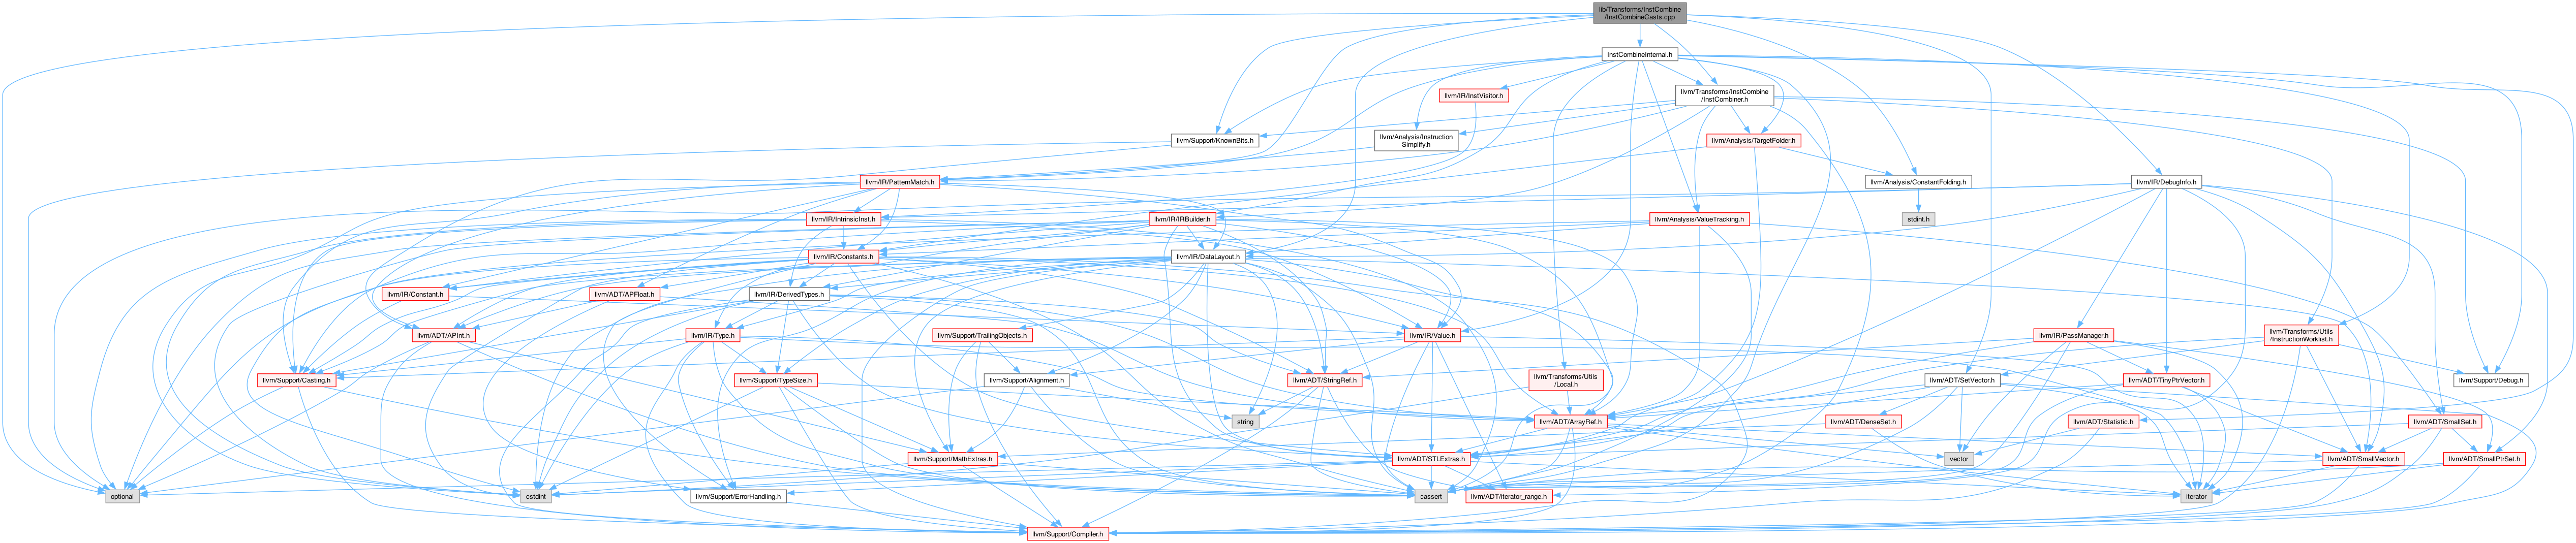 lib/Transforms/InstCombine
/InstCombineCasts.cpp
InstCombineInternal.h
llvm/IR/InstVisitor.h
llvm/Transforms/InstCombine
/InstCombiner.h
llvm/Support/KnownBits.h
llvm/Analysis/Instruction
Simplify.h
llvm/Analysis/TargetFolder.h
llvm/IR/PatternMatch.h
llvm/Analysis/ConstantFolding.h
llvm/IR/DebugInfo.h
llvm/IR/IntrinsicInst.h
llvm/IR/IRBuilder.h
llvm/Analysis/ValueTracking.h
stdint.h
llvm/IR/Constants.h
llvm/IR/DataLayout.h
llvm/IR/Constant.h
llvm/ADT/APFloat.h
llvm/IR/DerivedTypes.h
llvm/ADT/APInt.h
llvm/IR/Type.h
llvm/Support/TrailingObjects.h
llvm/IR/Value.h
llvm/IR/PassManager.h
llvm/Transforms/Utils
/InstructionWorklist.h
llvm/Support/Casting.h
llvm/Support/TypeSize.h
llvm/Support/Alignment.h
llvm/ADT/StringRef.h
llvm/Transforms/Utils
/Local.h
llvm/ADT/SetVector.h
llvm/ADT/TinyPtrVector.h
llvm/Support/Debug.h
string
llvm/ADT/ArrayRef.h
llvm/ADT/DenseSet.h
llvm/ADT/Statistic.h
llvm/ADT/SmallSet.h
llvm/Support/MathExtras.h
llvm/ADT/STLExtras.h
vector
llvm/ADT/SmallVector.h
llvm/ADT/SmallPtrSet.h
optional
cstdint
llvm/Support/ErrorHandling.h
cassert
llvm/ADT/iterator_range.h
iterator
llvm/Support/Compiler.h